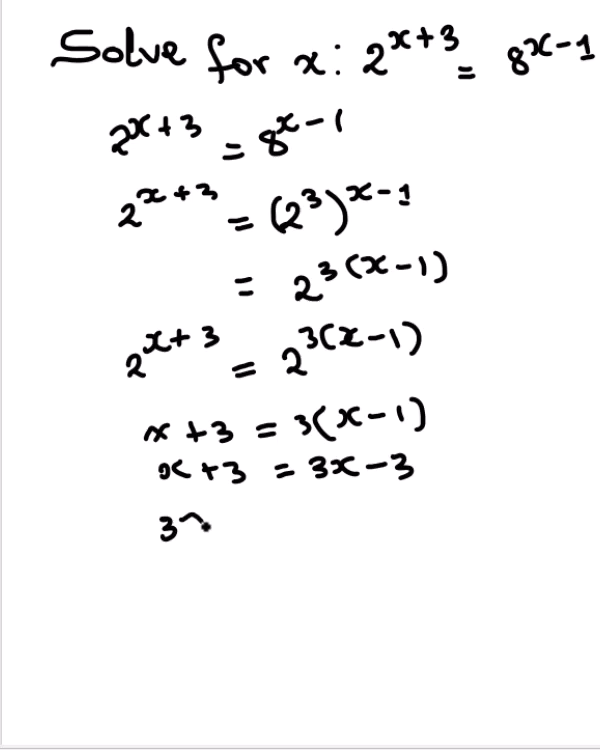 Solve for x: 2^{x+3} = 8^{x-1}
2^{x+3} = 8^{x-1}
2^{x+3} = (2^3)^{x-1}
= 2^{3(x-1)}
2^{x+3} = 2^{3(x-1)}
x+3 = 3(x-1)
x+3 = 3x-3
3